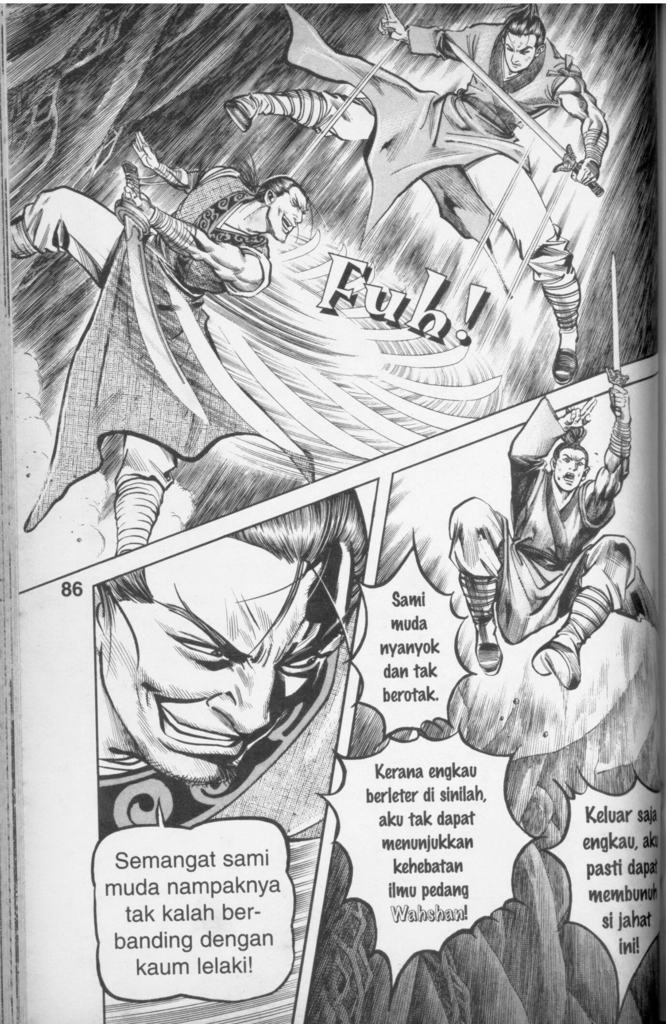 Fuh!
86
Sami
muda
nyanyok
dan tak
berotak.
Kerana engkau
berleter di sinilah,
aku tak dapat
menunjukkan
kehebatan
ilmu pedang
Wahshan!
Keluar saja
engkau, aku
pasti dapat
membunuh
si jahat
ini!
Semangat sami
muda nampaknya
tak kalah ber-
banding dengan
kaum lelaki!